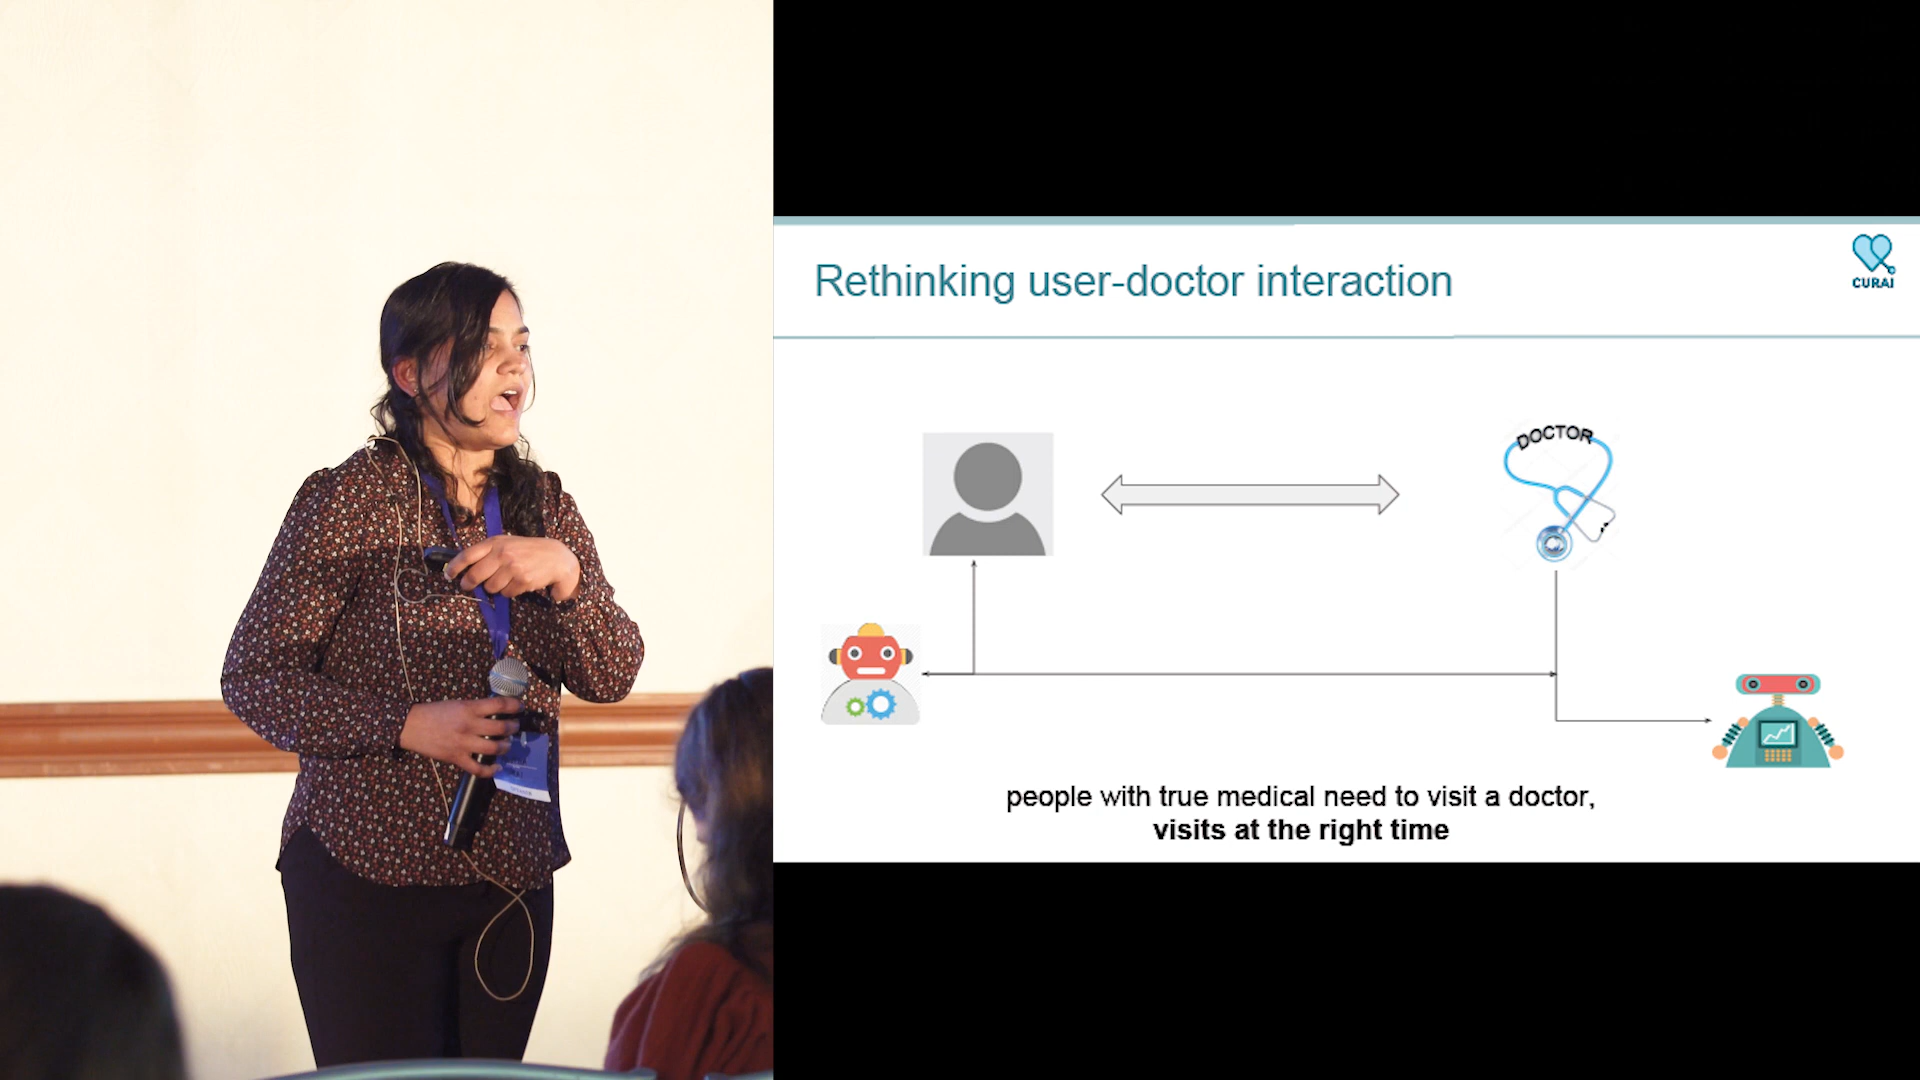 Rethinking user-doctor interaction
CURAI
DOCTOR
people with true medical need to visit a doctor,
visits at the right time